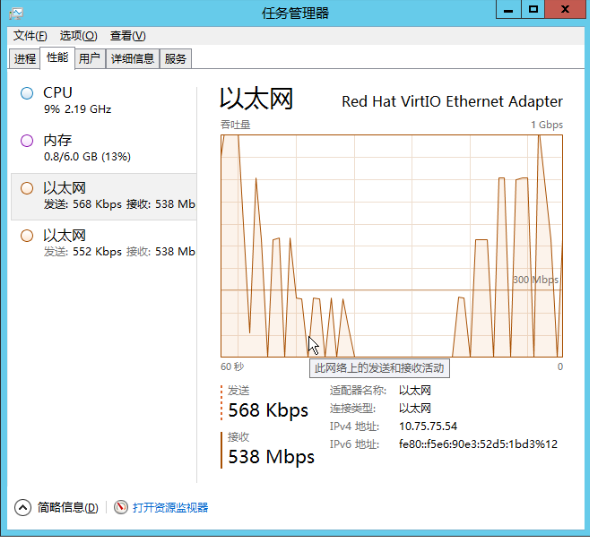 任务管理器
文件(F) 选项(O) 查看(V)
进程 性能 用户 详细信息 服务
CPU
9% 2.19 GHz
内存
0.8/6.0 GB (13%)
以太网
发送: 568 Kbps 接收: 538 Mb
以太网
发送: 552 Kbps 接收: 538 Mb
以太网 Red Hat VirtIO Ethernet Adapter
吞吐量 1 Gbps
300 Mbps
60 秒 0
此网络上的发送和接收活动
发送
568 Kbps
接收
538 Mbps
适配器名称: 以太网
连接类型: 以太网
IPv4 地址: 10.75.75.54
IPv6 地址: fe80::f5e6:90e3:52d5:1bd3%12
简略信息(D) 打开资源监视器